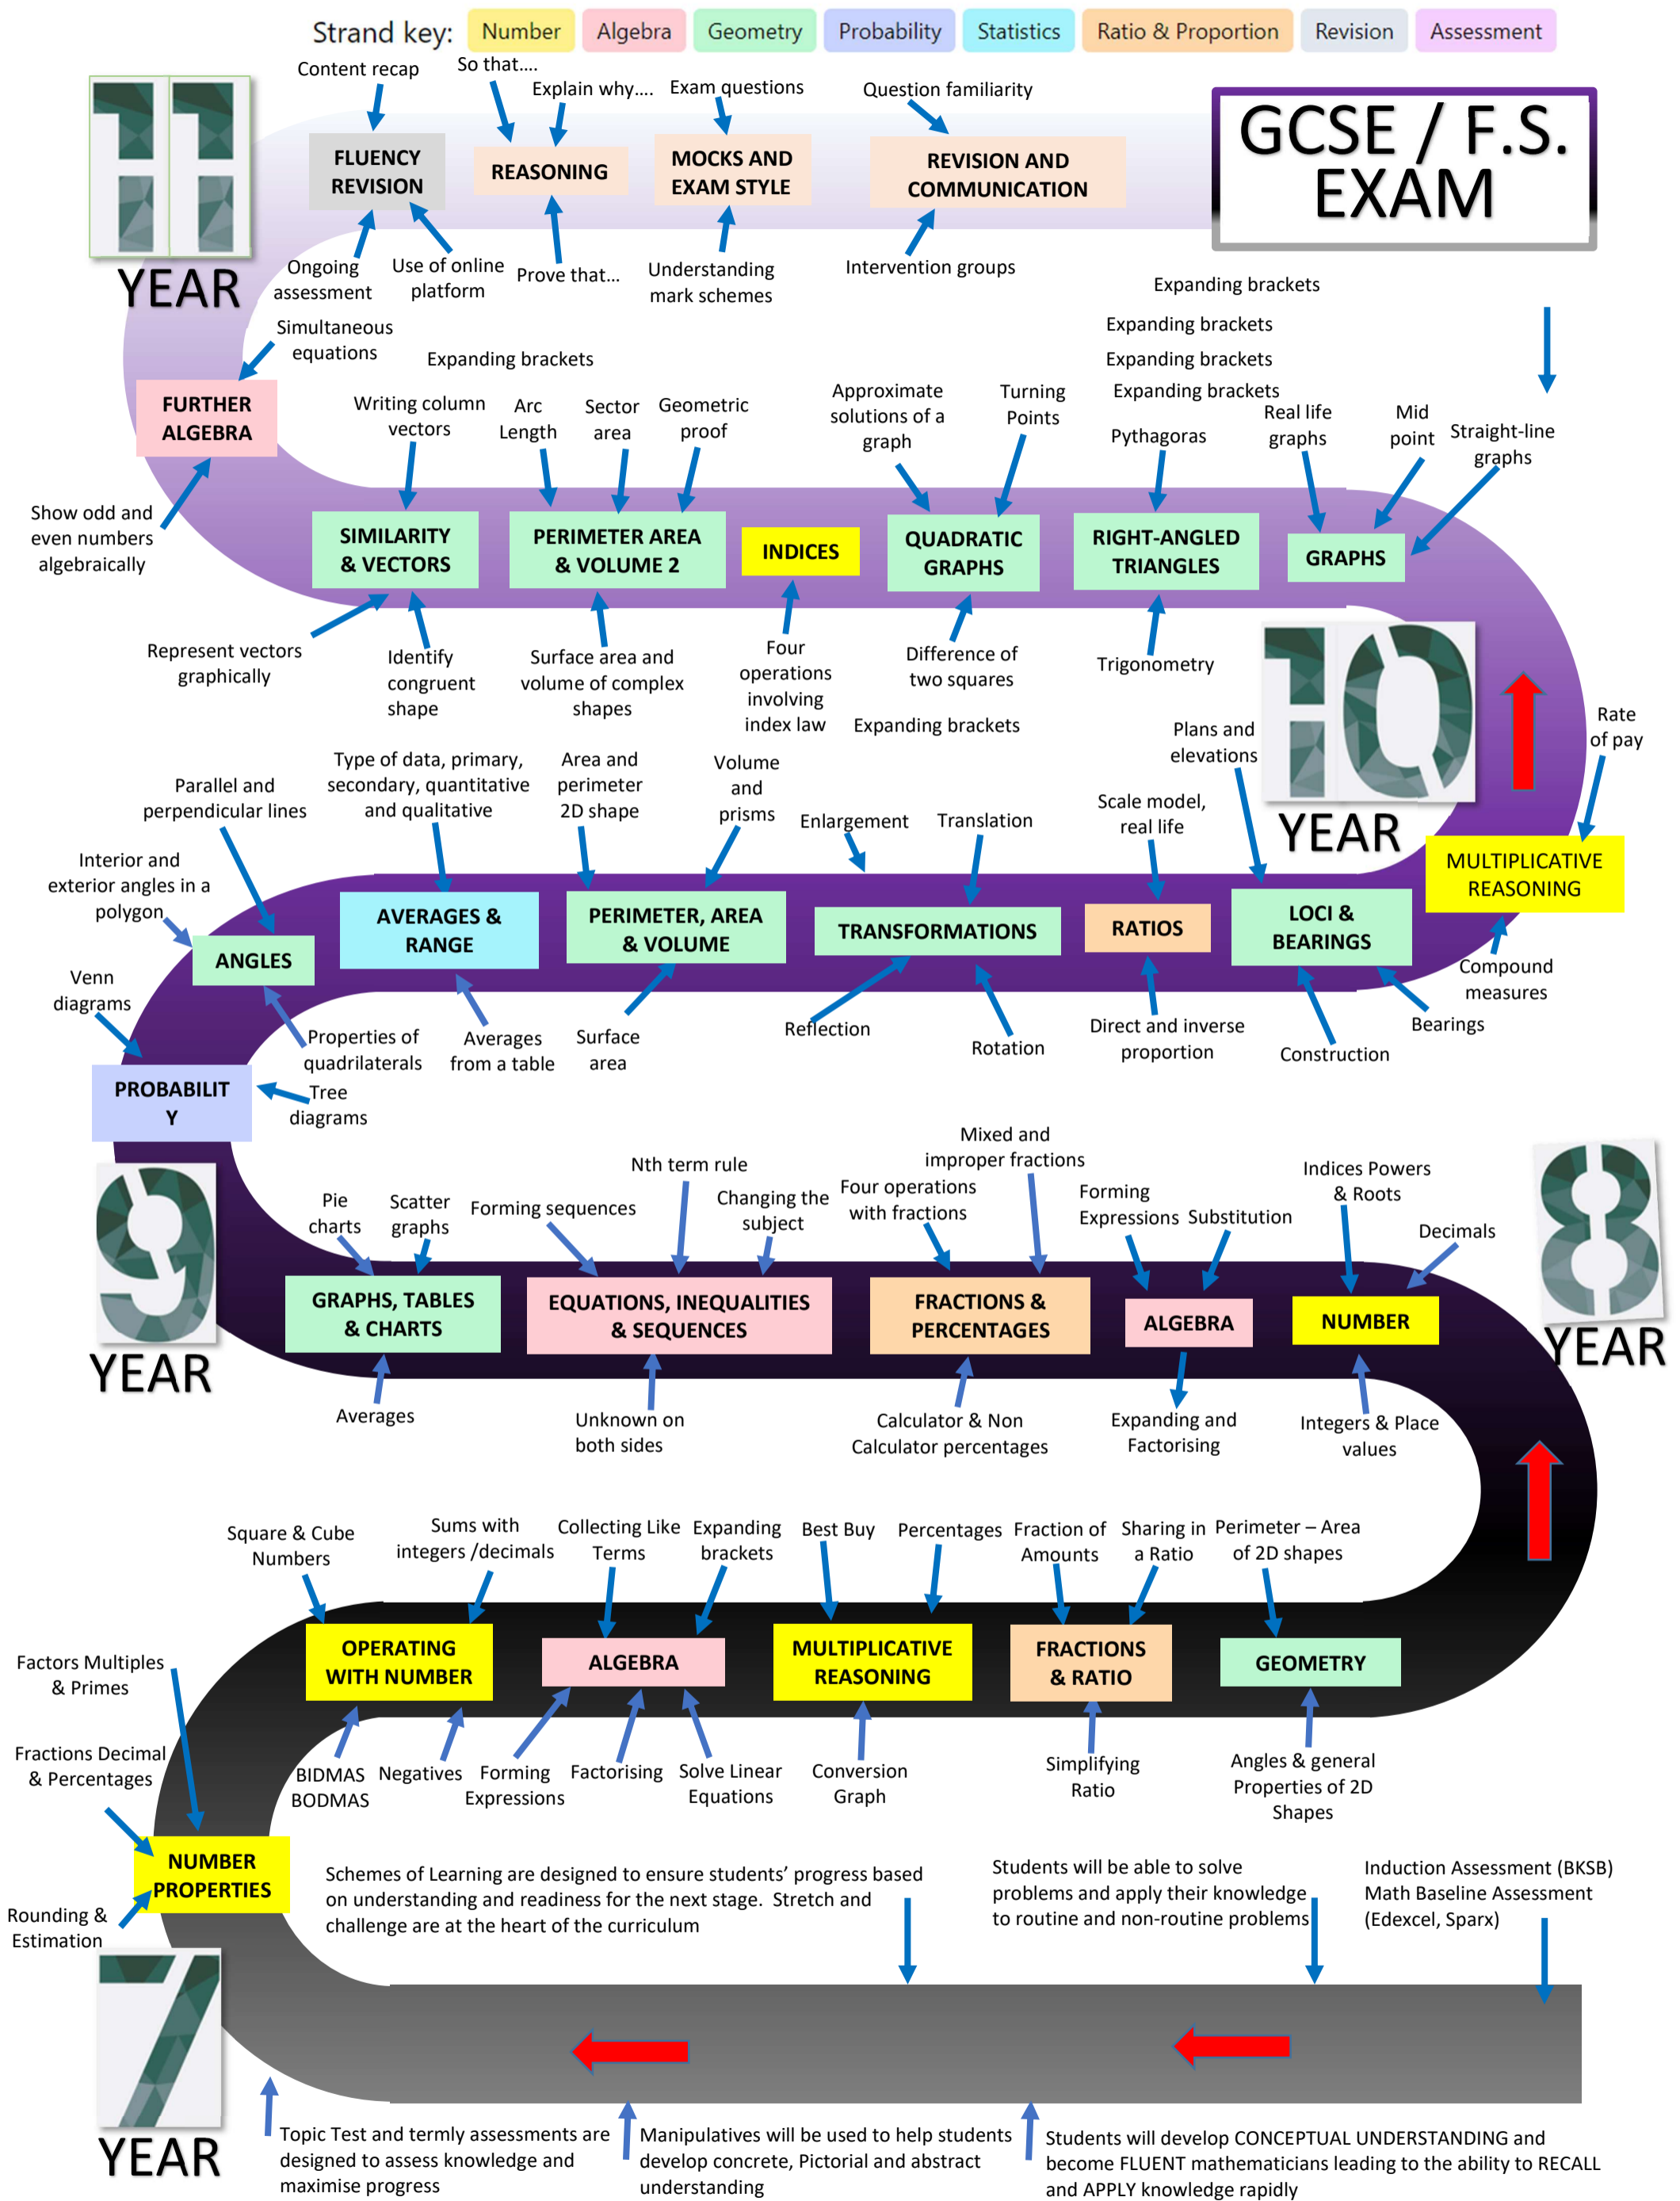 Strand key: Number Algebra Geometry Probability Statistics Ratio & Proportion Revision Assessment
Content recap
So that....
Explain why....
Exam questions
Question familiarity
GCSE / F.S.
EXAM
11
YEAR
FLUENCY
REVISION
REASONING
MOCKS AND
EXAM STYLE
REVISION AND
COMMUNICATION
Ongoing
assessment
Use of online
platform
Prove that...
Understanding
mark schemes
Intervention groups
Expanding brackets
Expanding brackets
Expanding brackets
Expanding brackets
Simultaneous
equations
Expanding brackets
FURTHER
ALGEBRA
Show odd and
even numbers
algebraically
Writing column
vectors
Arc
Length
Sector
area
Geometric
proof
Approximate
solutions of a
graph
Turning
Points
Pythagoras
Real life
graphs
Mid
point
Straight-line
graphs
SIMILARITY
& VECTORS
PERIMETER AREA
& VOLUME 2
INDICES
QUADRATIC
GRAPHS
RIGHT-ANGLED
TRIANGLES
GRAPHS
Represent vectors
graphically
Identify
congruent
shape
Surface area and
volume of complex
shapes
Four
operations
involving
index law
Difference of
two squares
Expanding brackets
Trigonometry
10
YEAR
Rate
of pay
MULTIPLICATIVE
REASONING
Compound
measures
Parallel and
perpendicular lines
Type of data, primary,
secondary, quantitative
and qualitative
Area and
perimeter
2D shape
Volume
and
prisms
Enlargement
Translation
Scale model,
real life
Plans and
elevations
Interior and
exterior angles in a
polygon
ANGLES
AVERAGES &
RANGE
PERIMETER, AREA
& VOLUME
TRANSFORMATIONS
RATIOS
LOCI &
BEARINGS
Venn
diagrams
Properties of
quadrilaterals
Averages
from a table
Surface
area
Reflection
Rotation
Direct and inverse
proportion
Construction
Bearings
PROBABILIT
Y
Tree
diagrams
9
YEAR
Pie
charts
Scatter
graphs
Forming sequences
Nth term rule
Changing the
subject
Four operations
with fractions
Mixed and
improper fractions
Forming
Expressions
Substitution
Indices Powers
& Roots
Decimals
8
YEAR
GRAPHS, TABLES
& CHARTS
EQUATIONS, INEQUALITIES
& SEQUENCES
FRACTIONS &
PERCENTAGES
ALGEBRA
NUMBER
Averages
Unknown on
both sides
Calculator & Non
Calculator percentages
Expanding and
Factorising
Integers & Place
values
Square & Cube
Numbers
Sums with
integers /decimals
Collecting Like
Terms
Expanding
brackets
Best Buy
Percentages
Fraction of
Amounts
Sharing in
a Ratio
Perimeter – Area
of 2D shapes
OPERATING
WITH NUMBER
ALGEBRA
MULTIPLICATIVE
REASONING
FRACTIONS
& RATIO
GEOMETRY
Factors Multiples
& Primes
Fractions Decimal
& Percentages
BIDMAS
BODMAS
Negatives
Forming
Expressions
Factorising
Solve Linear
Equations
Conversion
Graph
Simplifying
Ratio
Angles & general
Properties of 2D
Shapes
NUMBER
PROPERTIES
Rounding &
Estimation
7
YEAR
Schemes of Learning are designed to ensure students’ progress based
on understanding and readiness for the next stage. Stretch and
challenge are at the heart of the curriculum
Students will be able to solve
problems and apply their knowledge
to routine and non-routine problems
Induction Assessment (BKSB)
Math Baseline Assessment
(Edexcel, Sparx)
Topic Test and termly assessments are
designed to assess knowledge and
maximise progress
Manipulatives will be used to help students
develop concrete, Pictorial and abstract
understanding
Students will develop CONCEPTUAL UNDERSTANDING and
become FLUENT mathematicians leading to the ability to RECALL
and APPLY knowledge rapidly